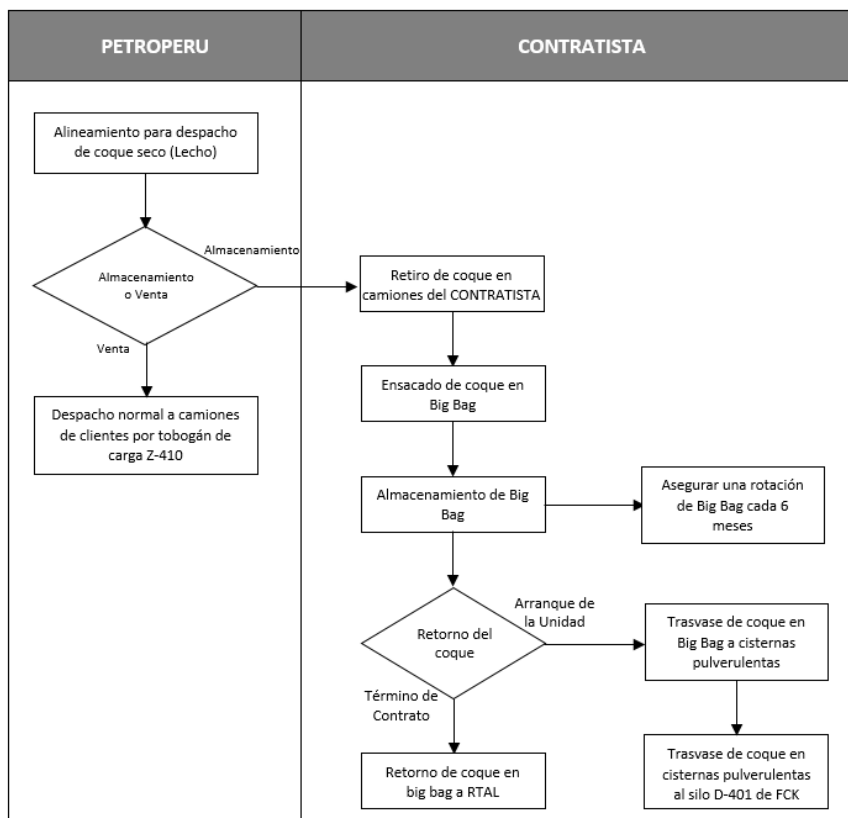 PETROPERU
CONTRATISTA
Alineamiento para despacho
de coque seco (Lecho)
Almacenamiento
Almacenamiento
o Venta
Retiro de coque en
camiones del CONTRATISTA
Venta
Ensacado de coque en
Big Bag
Despacho normal a camiones
de clientes por tobogán de
carga Z-410
Almacenamiento de Big
Bag
Asegurar una rotación
de Big Bag cada 6
meses
Arranque de
la Unidad
Retorno del
coque
Trasvase de coque en
Big Bag a cisternas
pulverulentas
Término de
Contrato
Retorno de coque en
big bag a RTAL
Trasvase de coque en
cisternas pulverulentas
al silo D-401 de FCK